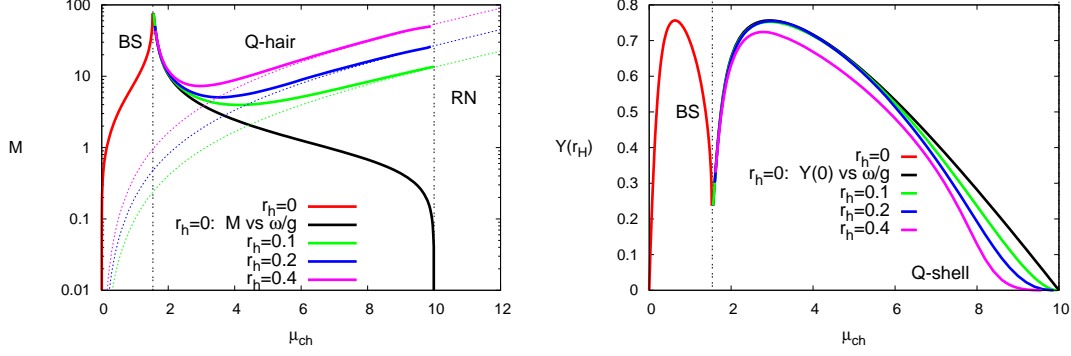 100
10
1
0.1
0.01
M
BS
Q-hair
RN
r_h=0
r_h=0: M vs ω/g
r_h=0.1
r_h=0.2
r_h=0.4
0 2 4 6 8 10 12
μ_ch
0.8
0.7
0.6
0.5
0.4
0.3
0.2
0.1
0
Y(r_H)
BS
r_h=0
r_h=0: Y(0) vs ω/g
r_h=0.1
r_h=0.2
r_h=0.4
Q-shell
0 2 4 6 8 10
μ_ch